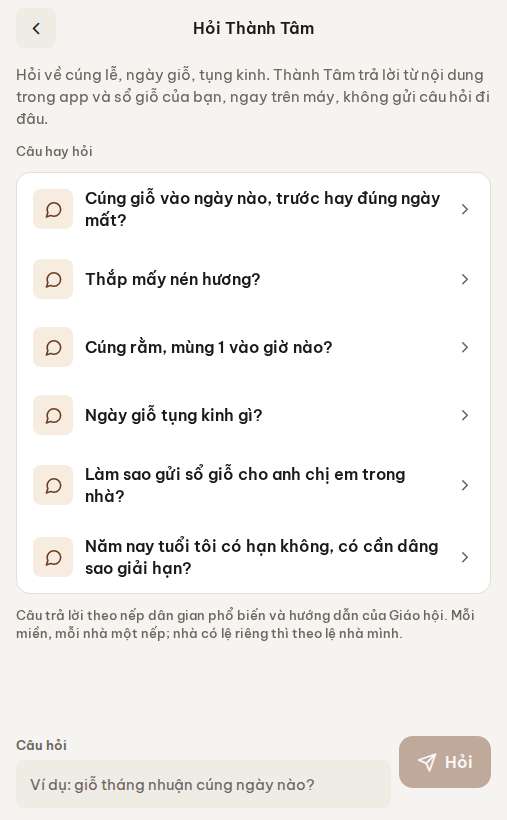 Hỏi Thành Tâm
Hỏi về cúng lễ, ngày giỗ, tụng kinh. Thành Tâm trả lời từ nội dung
trong app và sổ giỗ của bạn, ngay trên máy, không gửi câu hỏi đi
đâu.
Câu hay hỏi
Cúng giỗ vào ngày nào, trước hay đúng ngày
mất?
Thắp mấy nén hương?
Cúng rằm, mùng 1 vào giờ nào?
Ngày giỗ tụng kinh gì?
Làm sao gửi sổ giỗ cho anh chị em trong
nhà?
Năm nay tuổi tôi có hạn không, có cần dâng
sao giải hạn?
Câu trả lời theo nếp dân gian phổ biến và hướng dẫn của Giáo hội. Mỗi
miền, mỗi nhà một nếp; nhà có lệ riêng thì theo lệ nhà mình.
Câu hỏi
Ví dụ: giỗ tháng nhuận cúng ngày nào?
Hỏi